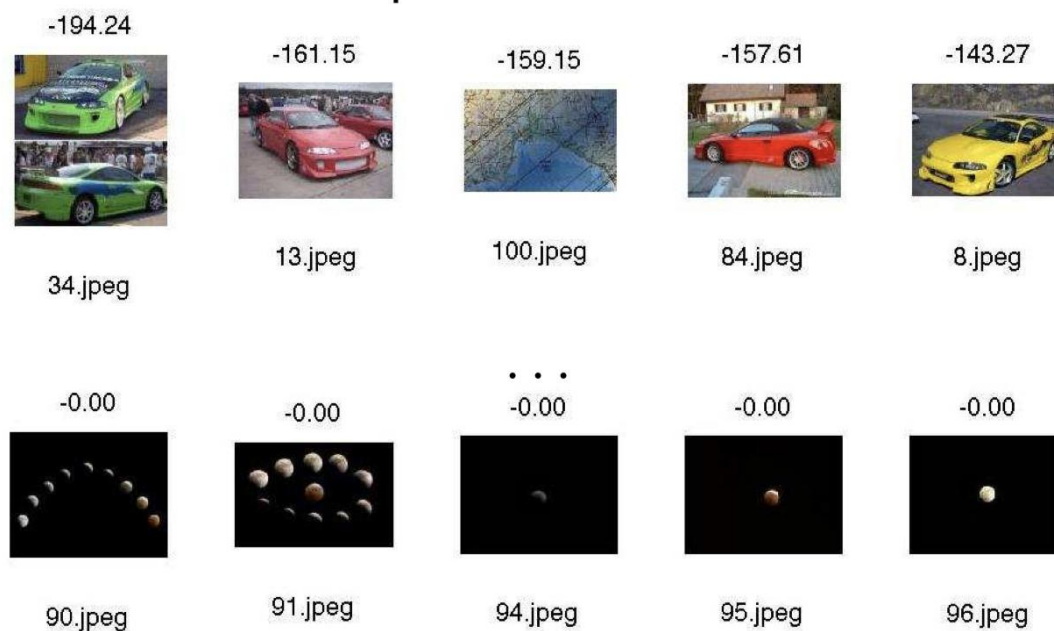 -194.24
-161.15
-159.15
-157.61
-143.27
34.jpeg
13.jpeg
100.jpeg
84.jpeg
8.jpeg
. . .
-0.00
-0.00
-0.00
-0.00
-0.00
90.jpeg
91.jpeg
94.jpeg
95.jpeg
96.jpeg